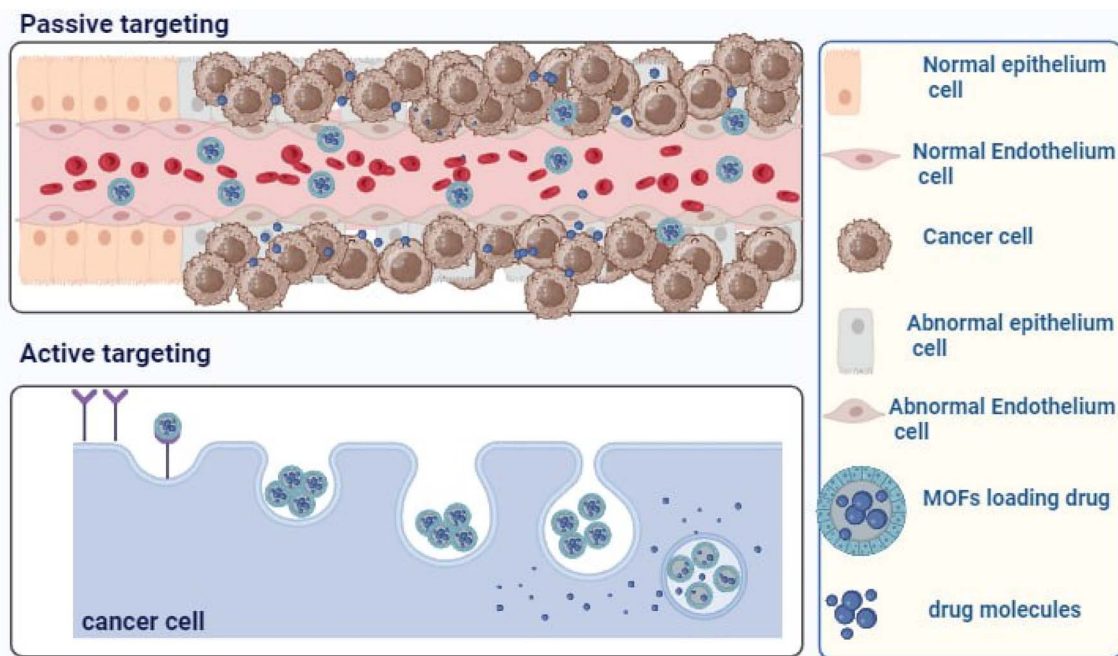 Passive targeting
Normal epithelium
cell
Normal Endothelium
cell
Cancer cell
Abnormal epithelium
cell
Abnormal Endothelium
cell
MOFs loading drug
drug molecules
Active targeting
cancer cell